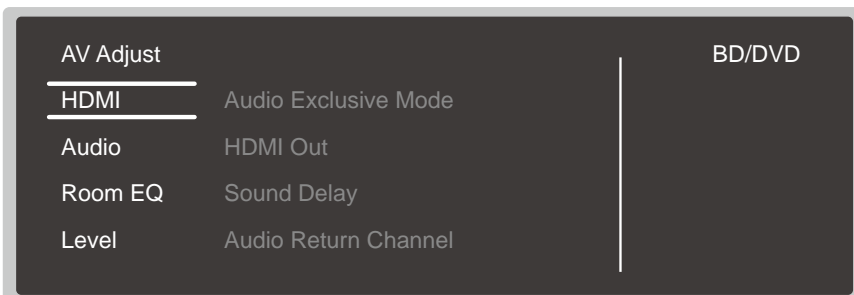 AV Adjust BD/DVD
HDMI Audio Exclusive Mode
Audio HDMI Out
Room EQ Sound Delay
Level Audio Return Channel